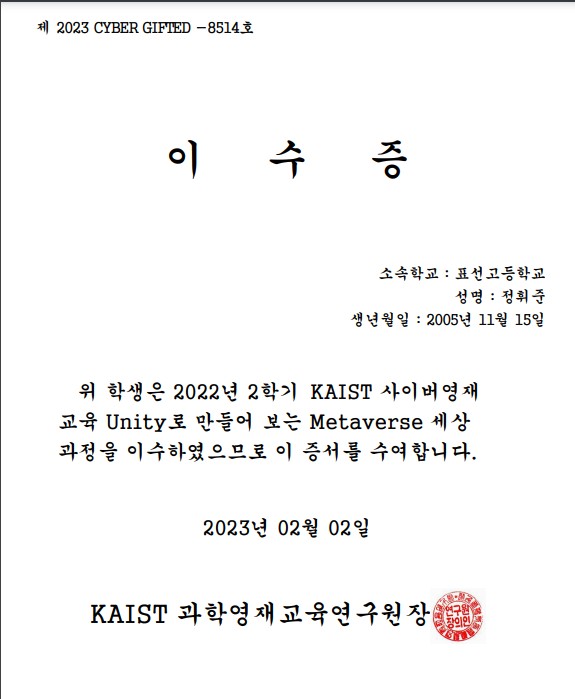 제 2023 CYBER GIFTED -8514호
이 수 증
소속학교 : 표선고등학교
성명 : 정휘준
생년월일 : 2005년 11월 15일
위 학생은 2022년 2학기 KAIST 사이버영재
교육 Unity로 만들어 보는 Metaverse 세상
과정을 이수하였으므로 이 증서를 수여합니다.
2023년 02월 02일
KAIST 과학영재교육연구원장
연구원
장의인